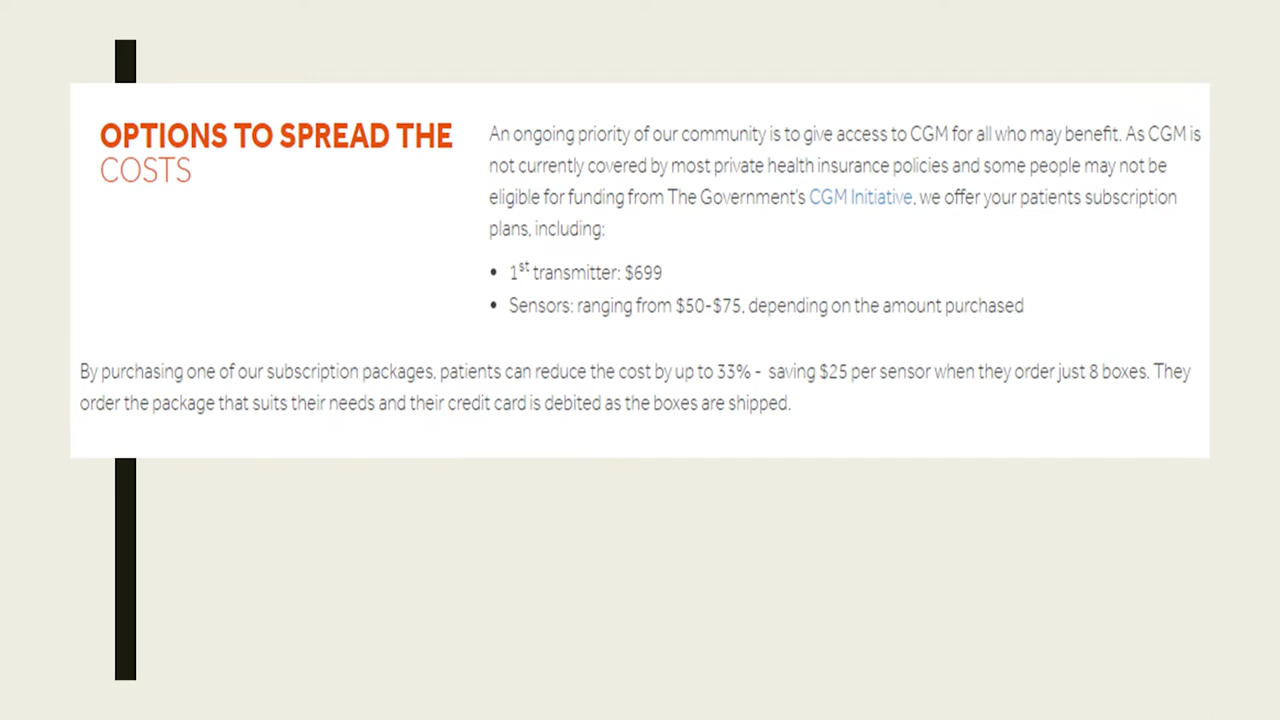 OPTIONS TO SPREAD THE
COSTS
An ongoing priority of our community is to give access to CGM for all who may benefit. As CGM is
not currently covered by most private health insurance policies and some people may not be
eligible for funding from The Government's CGM Initiative, we offer your patients subscription
plans, including:
• 1st transmitter: $699
• Sensors: ranging from $50-$75, depending on the amount purchased
By purchasing one of our subscription packages, patients can reduce the cost by up to 33% - saving $25 per sensor when they order just 8 boxes. They
order the package that suits their needs and their credit card is debited as the boxes are shipped.